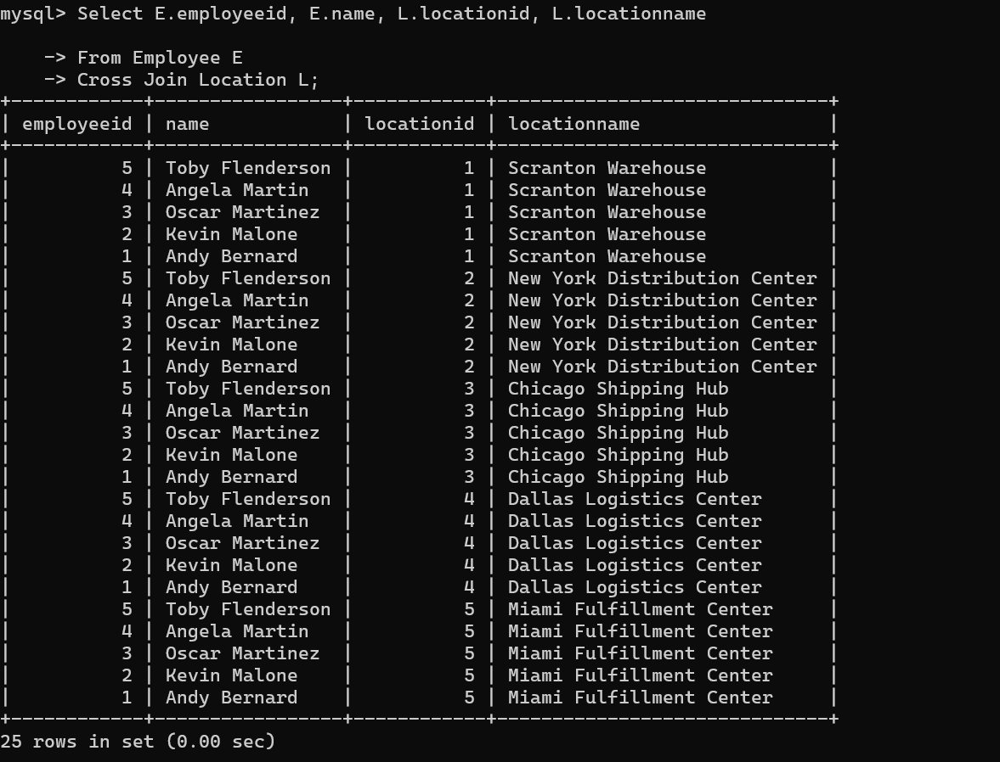 mysql> Select E.employeeid, E.name, L.locationid, L.locationname
    -> From Employee E
    -> Cross Join Location L;
+------------+-----------------+------------+------------------------------+
| employeeid | name            | locationid | locationname                 |
+------------+-----------------+------------+------------------------------+
|          5 | Toby Flenderson |          1 | Scranton Warehouse           |
|          4 | Angela Martin   |          1 | Scranton Warehouse           |
|          3 | Oscar Martinez  |          1 | Scranton Warehouse           |
|          2 | Kevin Malone    |          1 | Scranton Warehouse           |
|          1 | Andy Bernard    |          1 | Scranton Warehouse           |
|          5 | Toby Flenderson |          2 | New York Distribution Center |
|          4 | Angela Martin   |          2 | New York Distribution Center |
|          3 | Oscar Martinez  |          2 | New York Distribution Center |
|          2 | Kevin Malone    |          2 | New York Distribution Center |
|          1 | Andy Bernard    |          2 | New York Distribution Center |
|          5 | Toby Flenderson |          3 | Chicago Shipping Hub         |
|          4 | Angela Martin   |          3 | Chicago Shipping Hub         |
|          3 | Oscar Martinez  |          3 | Chicago Shipping Hub         |
|          2 | Kevin Malone    |          3 | Chicago Shipping Hub         |
|          1 | Andy Bernard    |          3 | Chicago Shipping Hub         |
|          5 | Toby Flenderson |          4 | Dallas Logistics Center      |
|          4 | Angela Martin   |          4 | Dallas Logistics Center      |
|          3 | Oscar Martinez  |          4 | Dallas Logistics Center      |
|          2 | Kevin Malone    |          4 | Dallas Logistics Center      |
|          1 | Andy Bernard    |          4 | Dallas Logistics Center      |
|          5 | Toby Flenderson |          5 | Miami Fulfillment Center     |
|          4 | Angela Martin   |          5 | Miami Fulfillment Center     |
|          3 | Oscar Martinez  |          5 | Miami Fulfillment Center     |
|          2 | Kevin Malone    |          5 | Miami Fulfillment Center     |
|          1 | Andy Bernard    |          5 | Miami Fulfillment Center     |
+------------+-----------------+------------+------------------------------+
25 rows in set (0.00 sec)